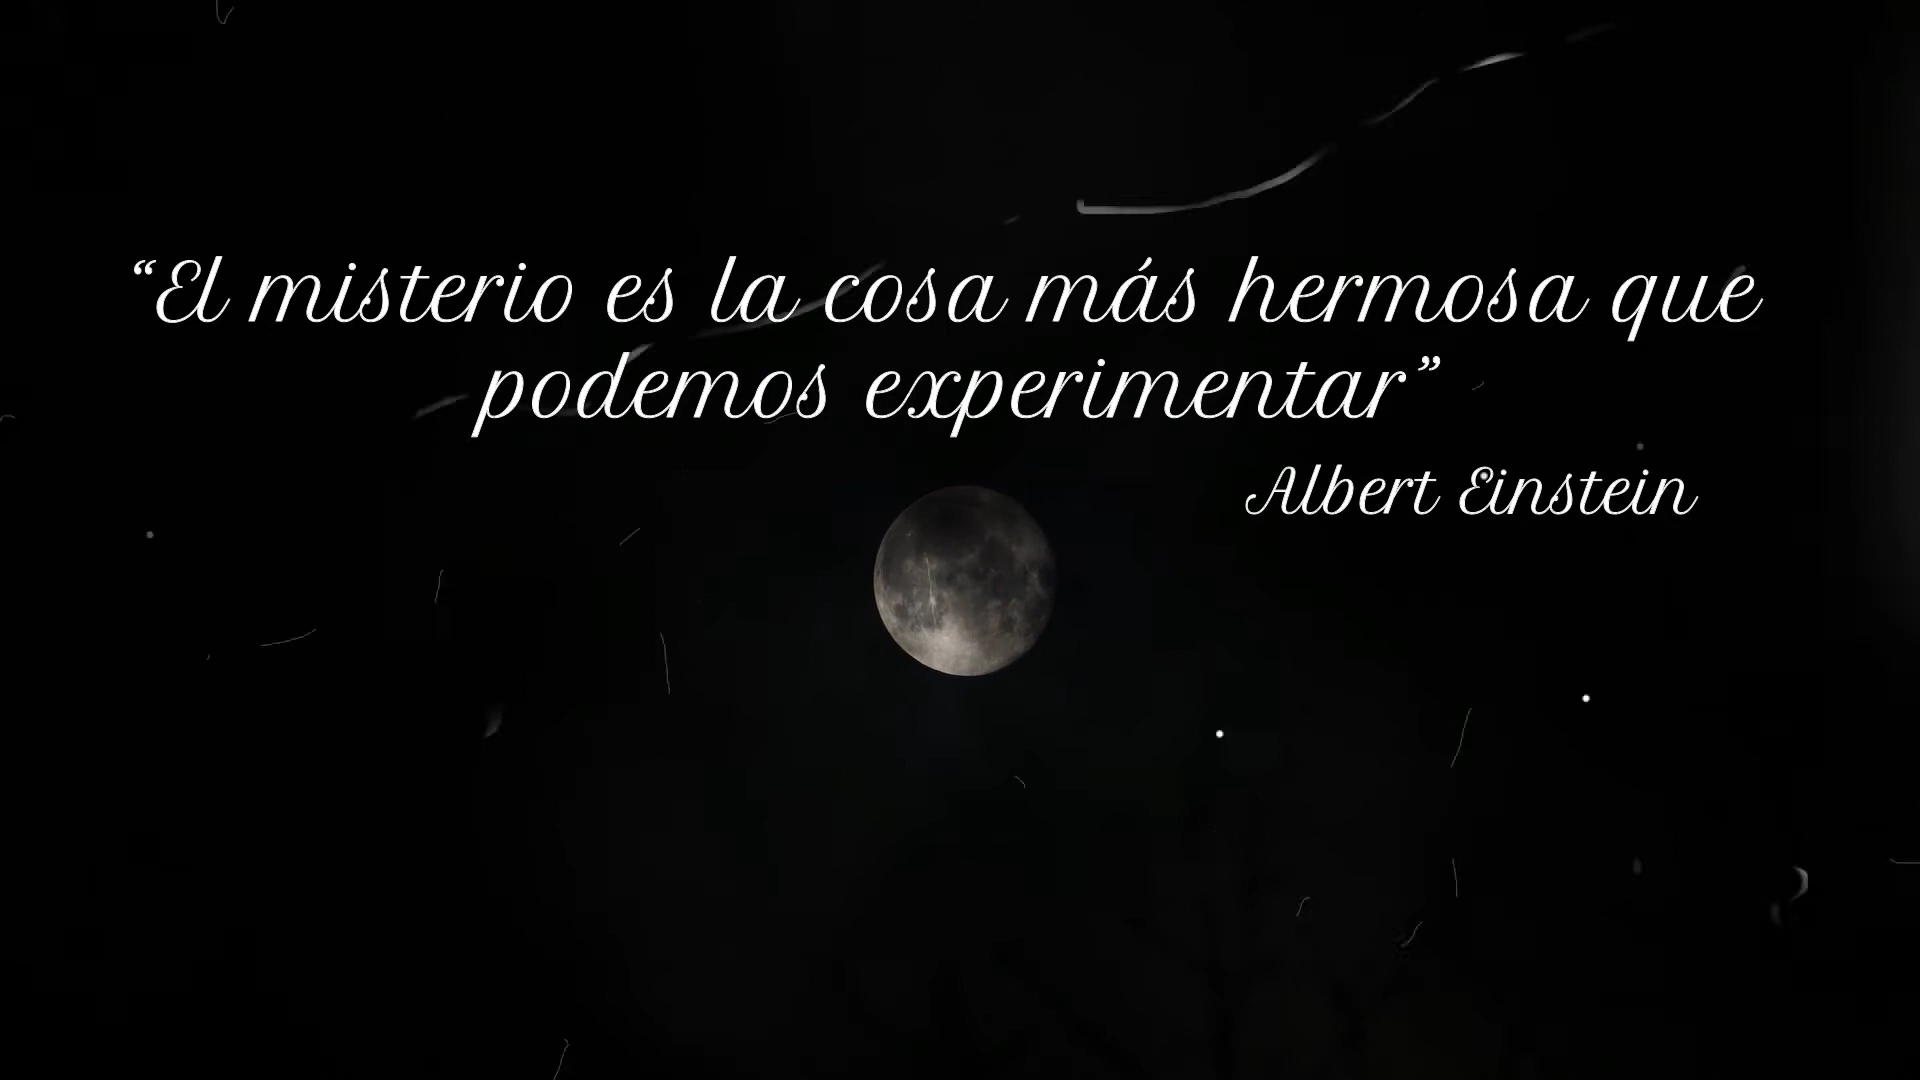 “El misterio es la cosa más hermosa que
podemos experimentar”
Albert Einstein